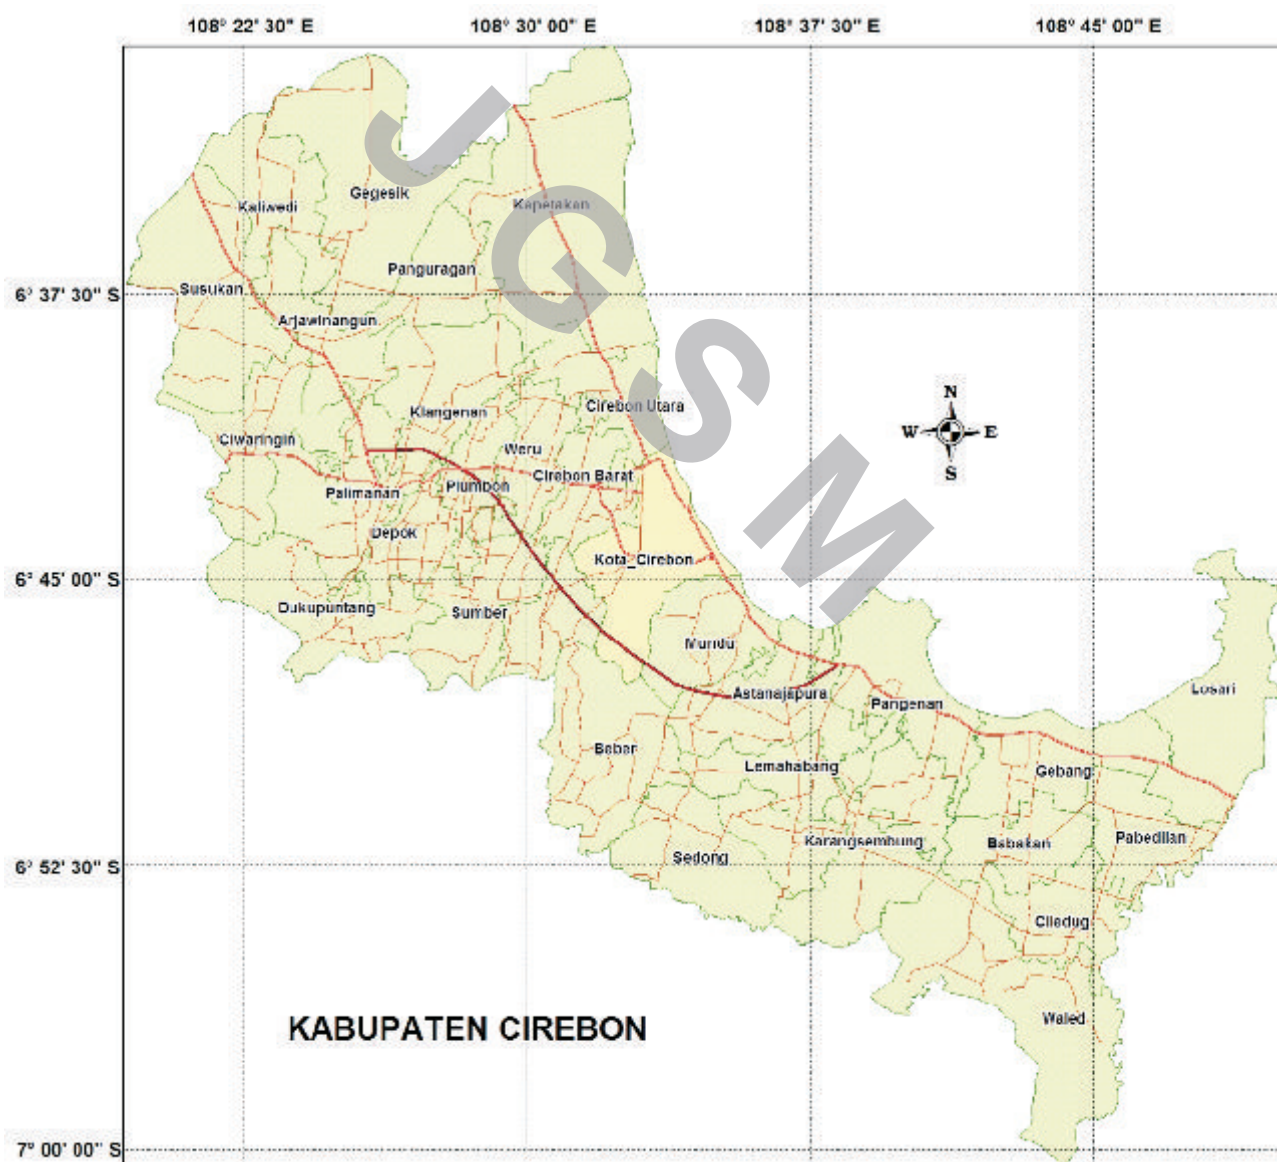 108° 22' 30" E
108° 30' 00" E
108° 37' 30" E
108° 45' 00" E
JGSM
Gegesik
Kaliwedi
Kapetakan
Panguragan
Susukan
6° 37' 30" S
Arjawinangun
Cirebon Utara
Klangenan
N
W E
S
Ciwaringin
Weru
Cirebon Barat
Plumbon
Palimanan
Depok
Kota_Cirebon
6° 45' 00" S
Dukupuntang
Sumber
Mundu
Losari
Astanajapura
Pangenan
Beber
Lemahabang
Gebang
Karangsembung
Babakan
Pabedilan
Sedong
6° 52' 30" S
Ciledug
Waled
KABUPATEN CIREBON
7° 00' 00" S